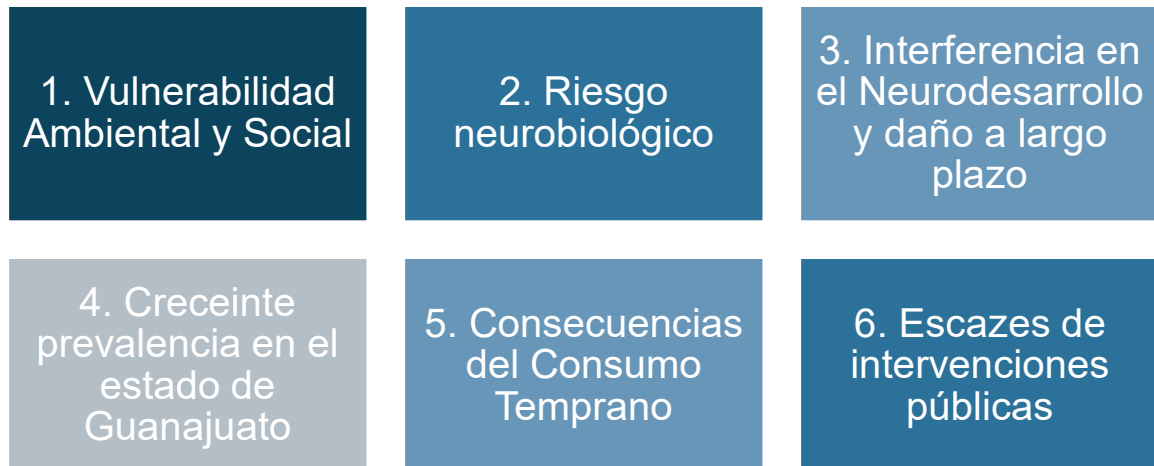 1. Vulnerabilidad
Ambiental y Social
2. Riesgo
neurobiológico
3. Interferencia en
el Neurodesarrollo
y daño a largo
plazo
4. Creceinte
prevalencia en el
estado de
Guanajuato
5. Consecuencias
del Consumo
Temprano
6. Escazes de
intervenciones
públicas